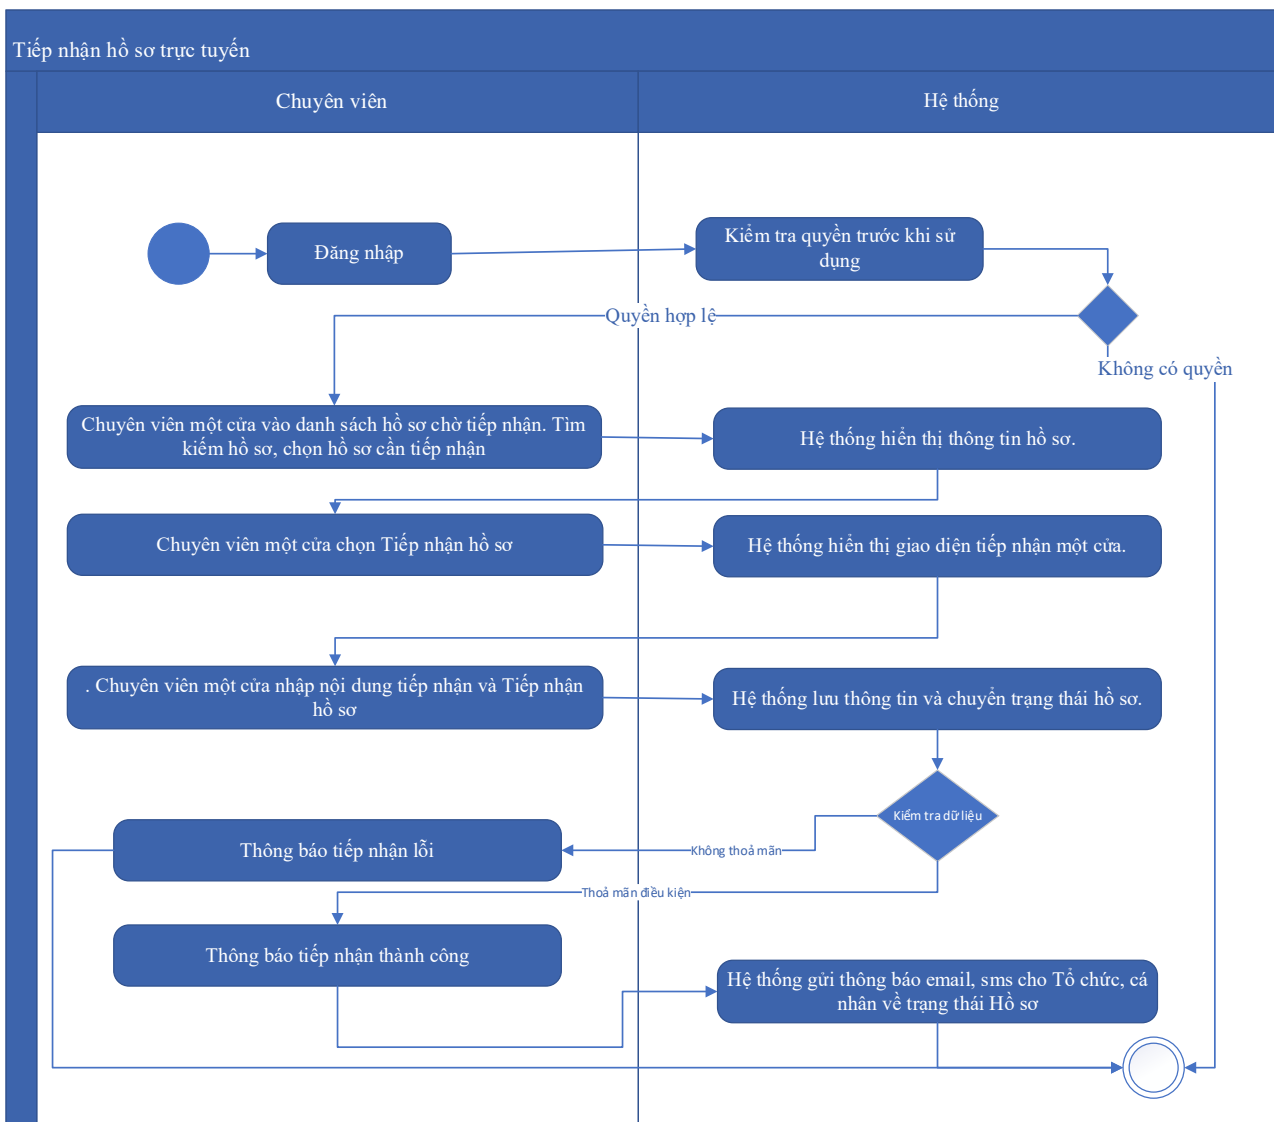 Tiếp nhận hồ sơ trực tuyến
Chuyên viên
Hệ thống
Đăng nhập
Kiểm tra quyền trước khi sử
dụng
Quyền hợp lệ
Không có quyền
Chuyên viên một cửa vào danh sách hồ sơ chờ tiếp nhận. Tìm
kiếm hồ sơ, chọn hồ sơ cần tiếp nhận
Hệ thống hiển thị thông tin hồ sơ.
Chuyên viên một cửa chọn Tiếp nhận hồ sơ
Hệ thống hiển thị giao diện tiếp nhận một cửa.
. Chuyên viên một cửa nhập nội dung tiếp nhận và Tiếp nhận
hồ sơ
Hệ thống lưu thông tin và chuyển trạng thái hồ sơ.
Kiểm tra dữ liệu
Không thoả mãn
Thông báo tiếp nhận lỗi
Thoả mãn điều kiện
Thông báo tiếp nhận thành công
Hệ thống gửi thông báo email, sms cho Tổ chức, cá
nhân về trạng thái Hồ sơ